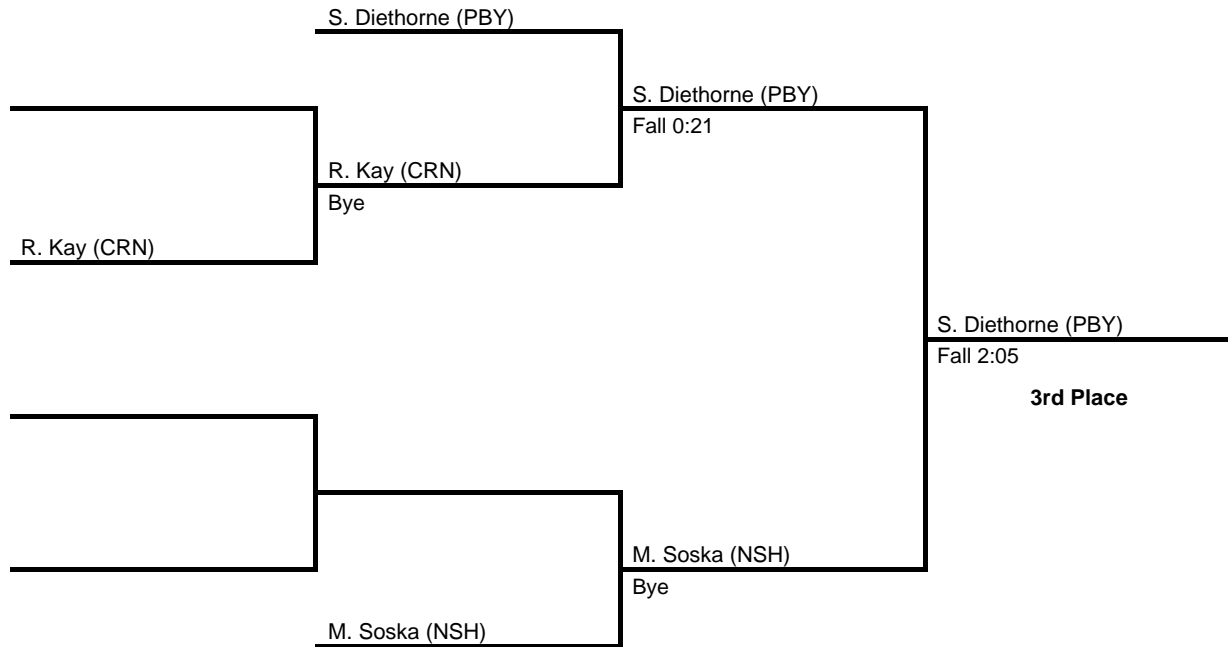 S. Diethorne (PBY)
S. Diethorne (PBY)
Fall 0:21
R. Kay (CRN)
Bye
R. Kay (CRN)
S. Diethorne (PBY)
Fall 2:05
3rd Place
M. Soska (NSH)
Bye
M. Soska (NSH)